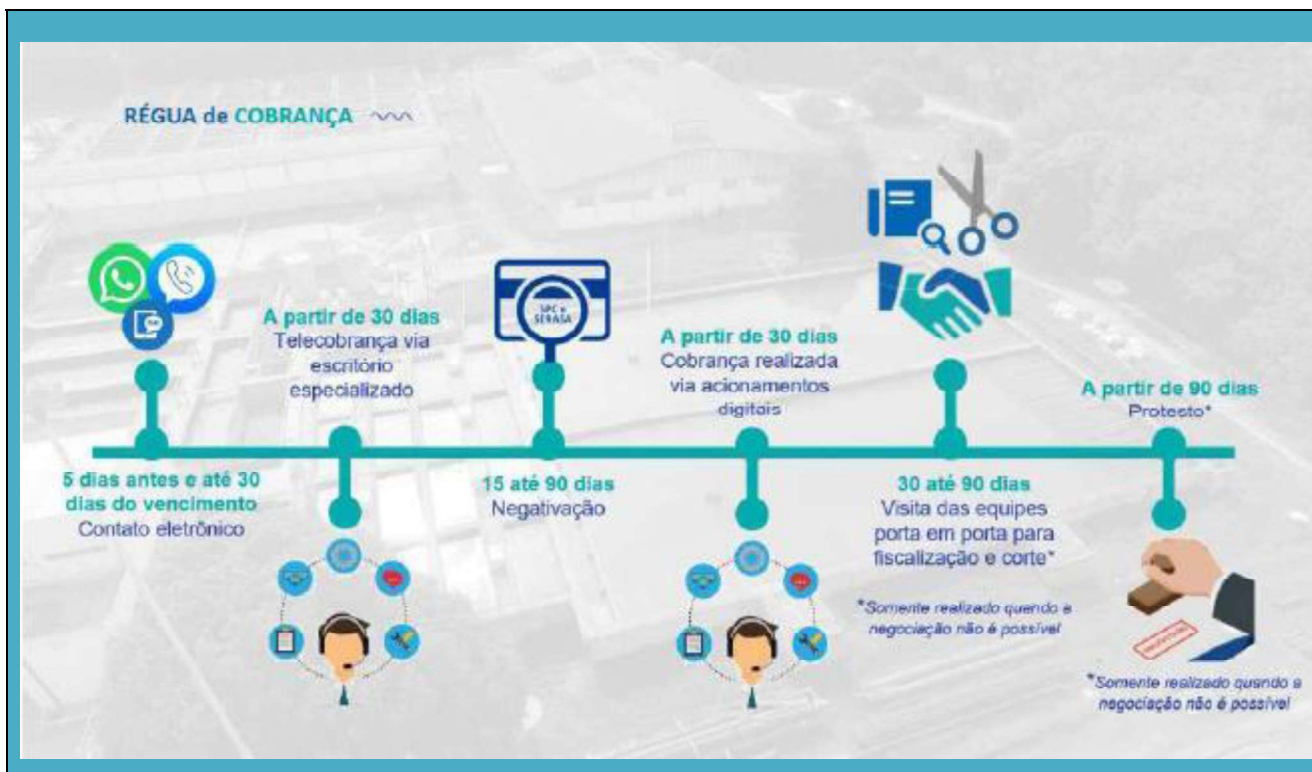 RÉGUA de COBRANÇA
5 dias antes e até 30
dias do vencimento
Contato eletrônico
A partir de 30 dias
Telecobrança via
escritório
especializado
SPC e
SERASA
15 até 90 dias
Negativação
A partir de 30 dias
Cobrança realizada
via acionamentos
digitais
30 até 90 dias
Visita das equipes
porta em porta para
fiscalização e corte*
*Somente realizado quando a
negociação não é possível
A partir de 90 dias
Protesto*
*Somente realizado quando a
negociação não é possível